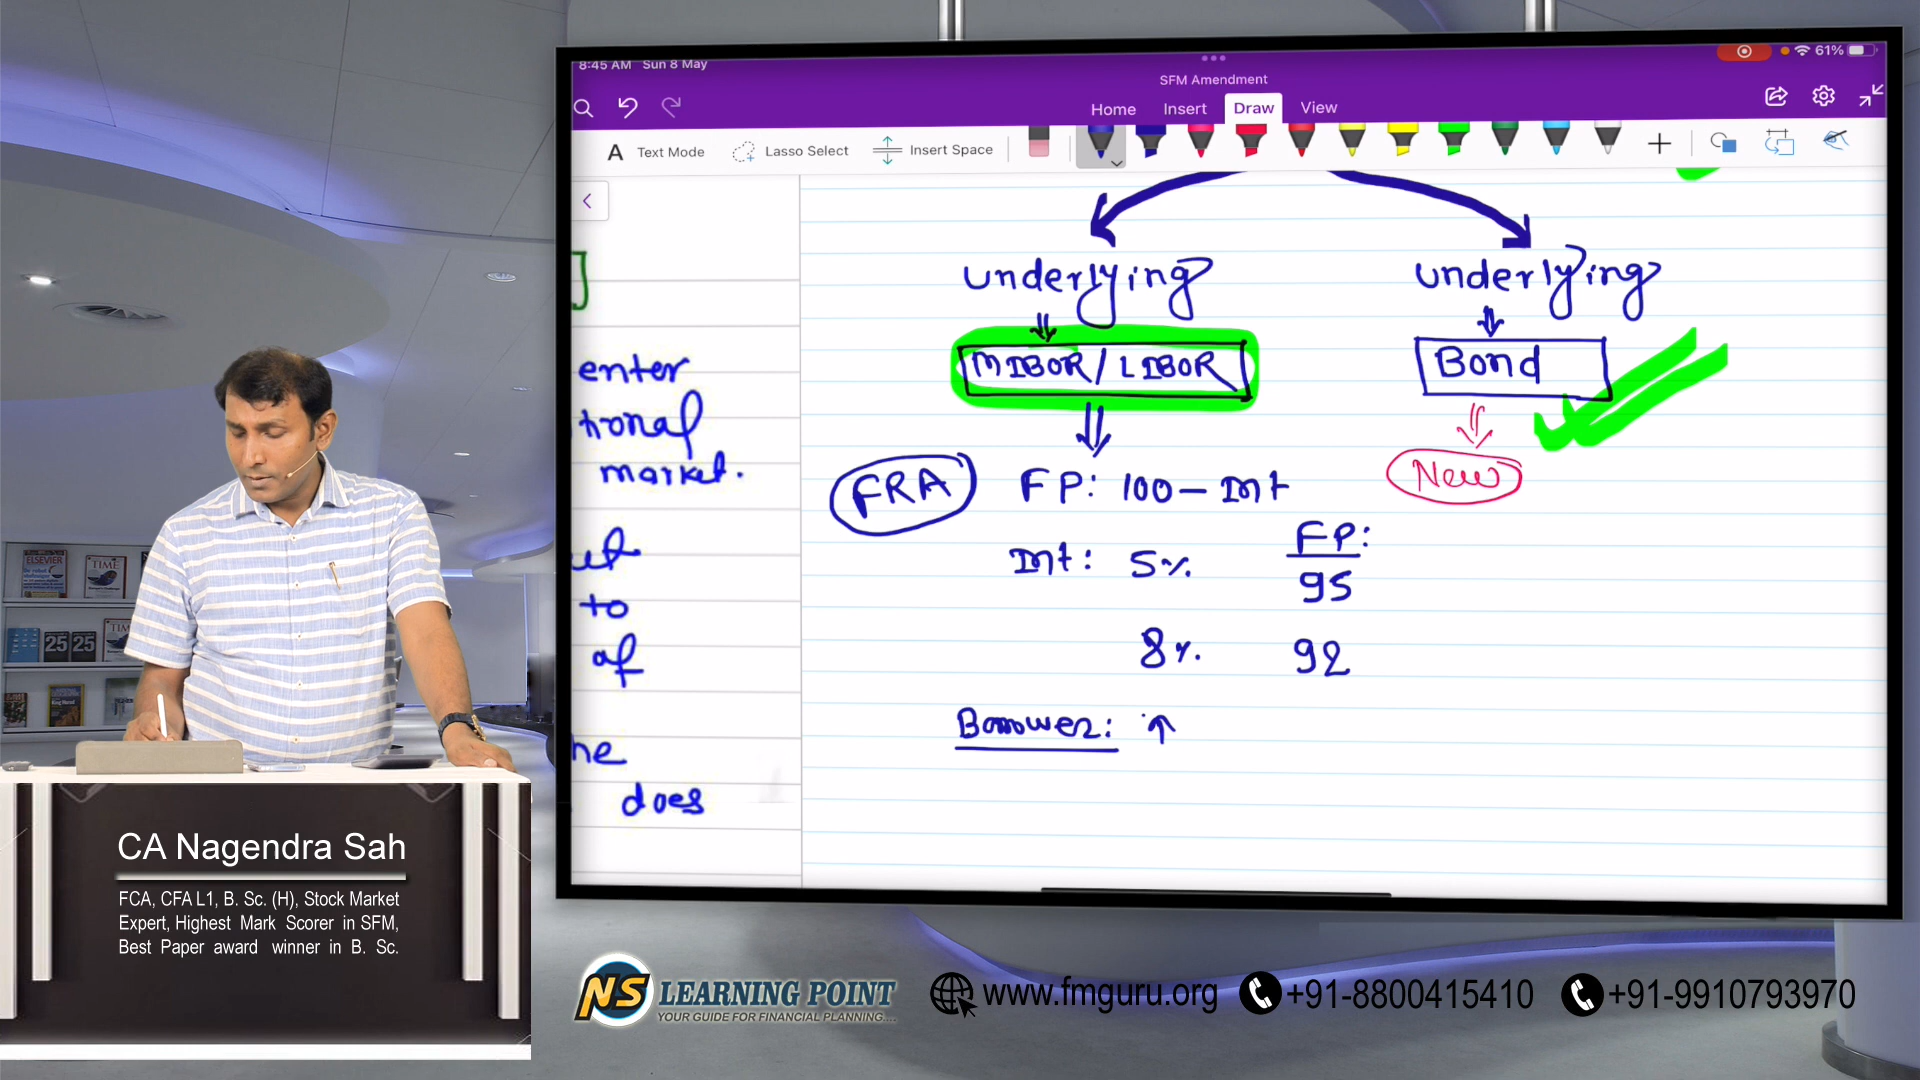 8:45 AM Sun 8 May
61%
SFM Amendment
Home Insert Draw View
A Text Mode Lasso Select Insert Space
enter
tional
market.
to
of
he
does
underlying underlying
MIBOR / LIBOR Bond
New
FRA FP: 100 - Int
Int: 5% FP:
95
8% 92
Borrower: i↑
ELSEVIER
TIME
25 25
CA Nagendra Sah
FCA, CFA L1, B. Sc. (H), Stock Market
Expert, Highest Mark Scorer in SFM,
Best Paper award winner in B. Sc.
NS LEARNING POINT
YOUR GUIDE FOR FINANCIAL PLANNING....
www.fmguru.org +91-8800415410 +91-9910793970